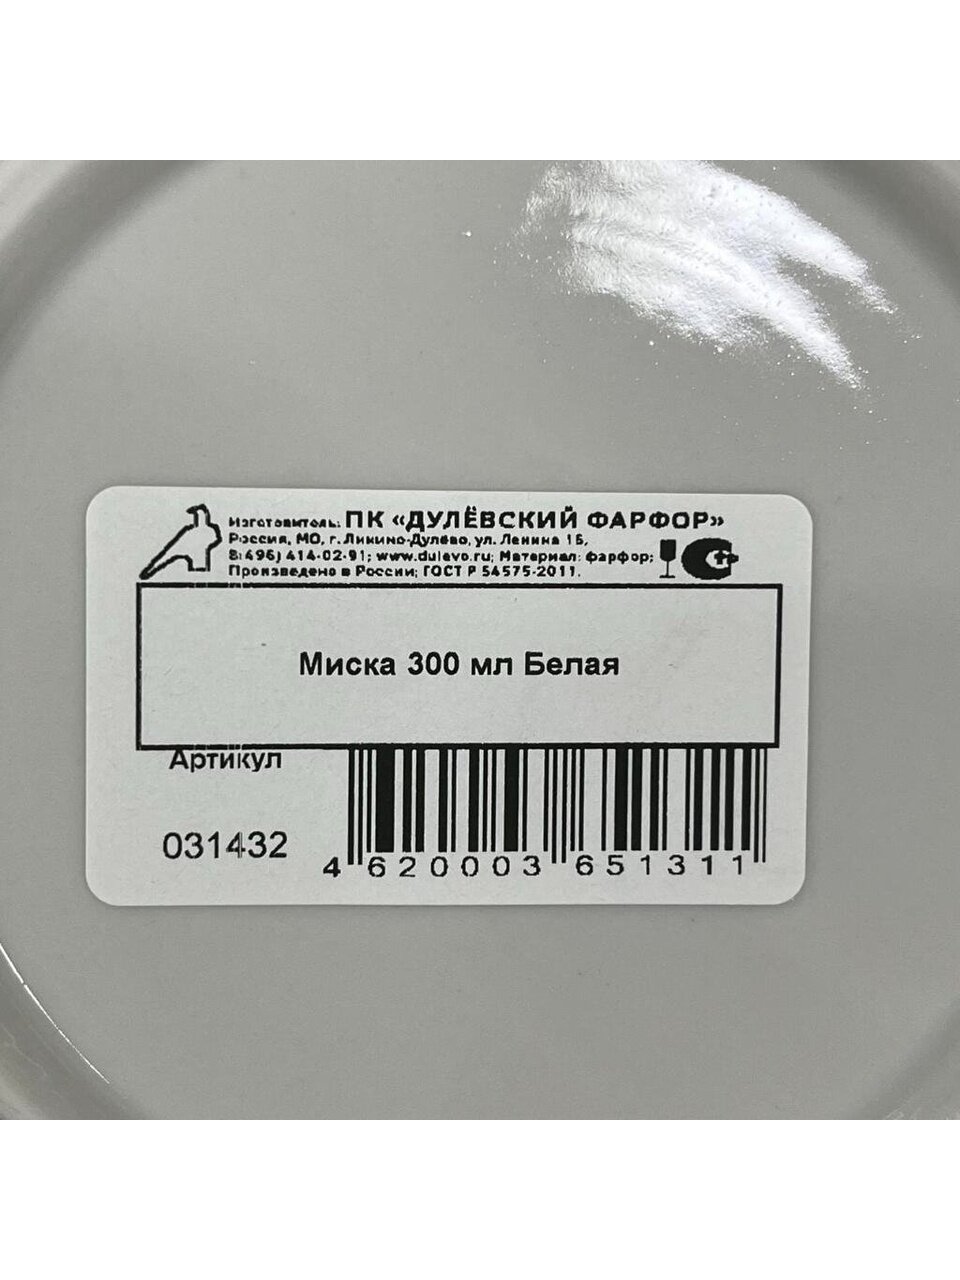 Изготовитель: ПК «ДУЛЁВСКИЙ ФАРФОР»
Россия, МО, г. Ликино-Дулёво, ул. Ленина 15,
8(496) 414-02-91; www.dulevo.ru; Материал: фарфор;
Произведено в России; ГОСТ Р 54575-2011.
Миска 300 мл Белая
Артикул
031432
4 620003 651311